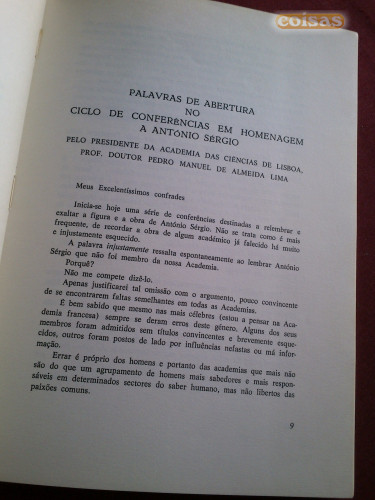 coisas
PALAVRAS DE ABERTURA
NO
CICLO DE CONFERÊNCIAS EM HOMENAGEM
A ANTÓNIO SÉRGIO
PELO PRESIDENTE DA ACADEMIA DAS CIÊNCIAS DE LISBOA,
PROF. DOUTOR PEDRO MANUEL DE ALMEIDA LIMA
Meus Excelentíssimos confrades
Inicia-se hoje uma série de conferências destinadas a relembrar e
exaltar a figura e a obra de António Sérgio. Não se trata como é mais
frequente, de recordar a obra de algum académico já falecido há muito
e injustamente esquecido.
A palavra injustamente ressalta espontaneamente ao lembrar António
Sérgio que não foi membro da nossa Academia.
Porquê?
Não me compete dizê-lo.
Apenas justificarei tal omissão com o argumento, pouco convincente
de se encontrarem faltas semelhantes em todas as Academias.
É bem sabido que mesmo nas mais célebres (estou a pensar na Aca-
demia francesa) sempre se deram erros deste género. Alguns dos seus
membros foram admitidos sem títulos convincentes e brevemente esque-
cidos, outros foram postos de lado por influências nefastas ou má infor-
mação.
Errar é próprio dos homens e portanto das academias que mais não
são do que um agrupamento de homens mais sabedores e mais respon-
sáveis em determinados sectores do saber humano, mas não libertos das
paixões comuns.
9